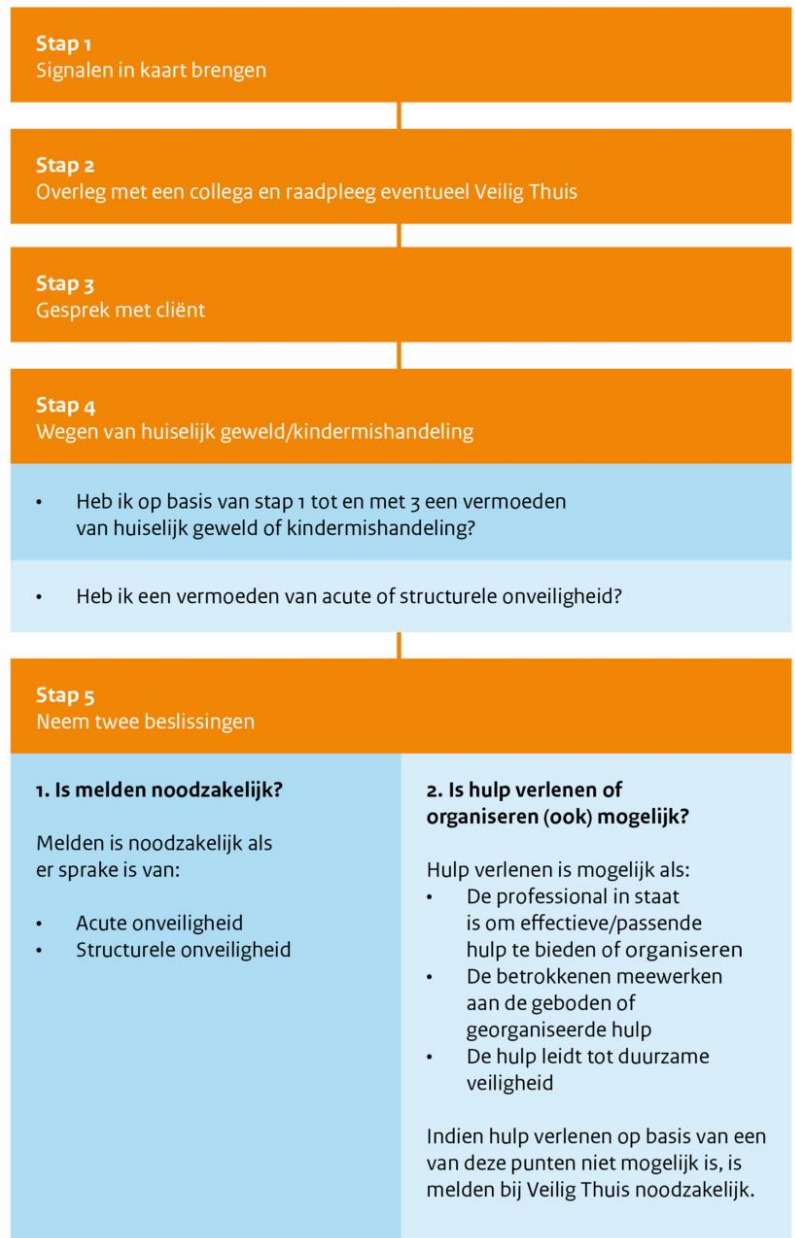 Stap 1
Signalen in kaart brengen
Stap 2
Overleg met een collega en raadpleeg eventueel Veilig Thuis
Stap 3
Gesprek met cliënt
Stap 4
Wegen van huiselijk geweld/kindermishandeling
• Heb ik op basis van stap 1 tot en met 3 een vermoeden
van huiselijk geweld of kindermishandeling?
• Heb ik een vermoeden van acute of structurele onveiligheid?
Stap 5
Neem twee beslissingen
1. Is melden noodzakelijk?
Melden is noodzakelijk als
er sprake is van:
• Acute onveiligheid
• Structurele onveiligheid
2. Is hulp verlenen of
organiseren (ook) mogelijk?
Hulp verlenen is mogelijk als:
• De professional in staat
is om effectieve/passende
hulp te bieden of organiseren
• De betrokkenen meewerken
aan de geboden of
georganiseerde hulp
• De hulp leidt tot duurzame
veiligheid
Indien hulp verlenen op basis van een
van deze punten niet mogelijk is, is
melden bij Veilig Thuis noodzakelijk.